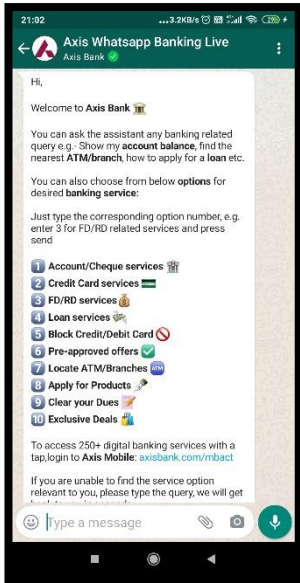 21:02
...3.2KB/s
Axis Whatsapp Banking Live
Axis Bank
Hi,
Welcome to Axis Bank
You can ask the assistant any banking related
query e.g.- Show my account balance, find the
nearest ATM/branch, how to apply for a loan etc.
You can also choose from below options for
desired banking service:
Just type the corresponding option number, e.g.
enter 3 for FD/RD related services and press
send
1 Account/Cheque services
2 Credit Card services
3 FD/RD services
4 Loan services
5 Block Credit/Debit Card
6 Pre-approved offers
7 Locate ATM/Branches
8 Apply for Products
9 Clear your Dues
10 Exclusive Deals
To access 250+ digital banking services with a
tap,login to Axis Mobile: axisbank.com/mbact
If you are unable to find the service option
relevant to you, please type the query, we will get
Type a message